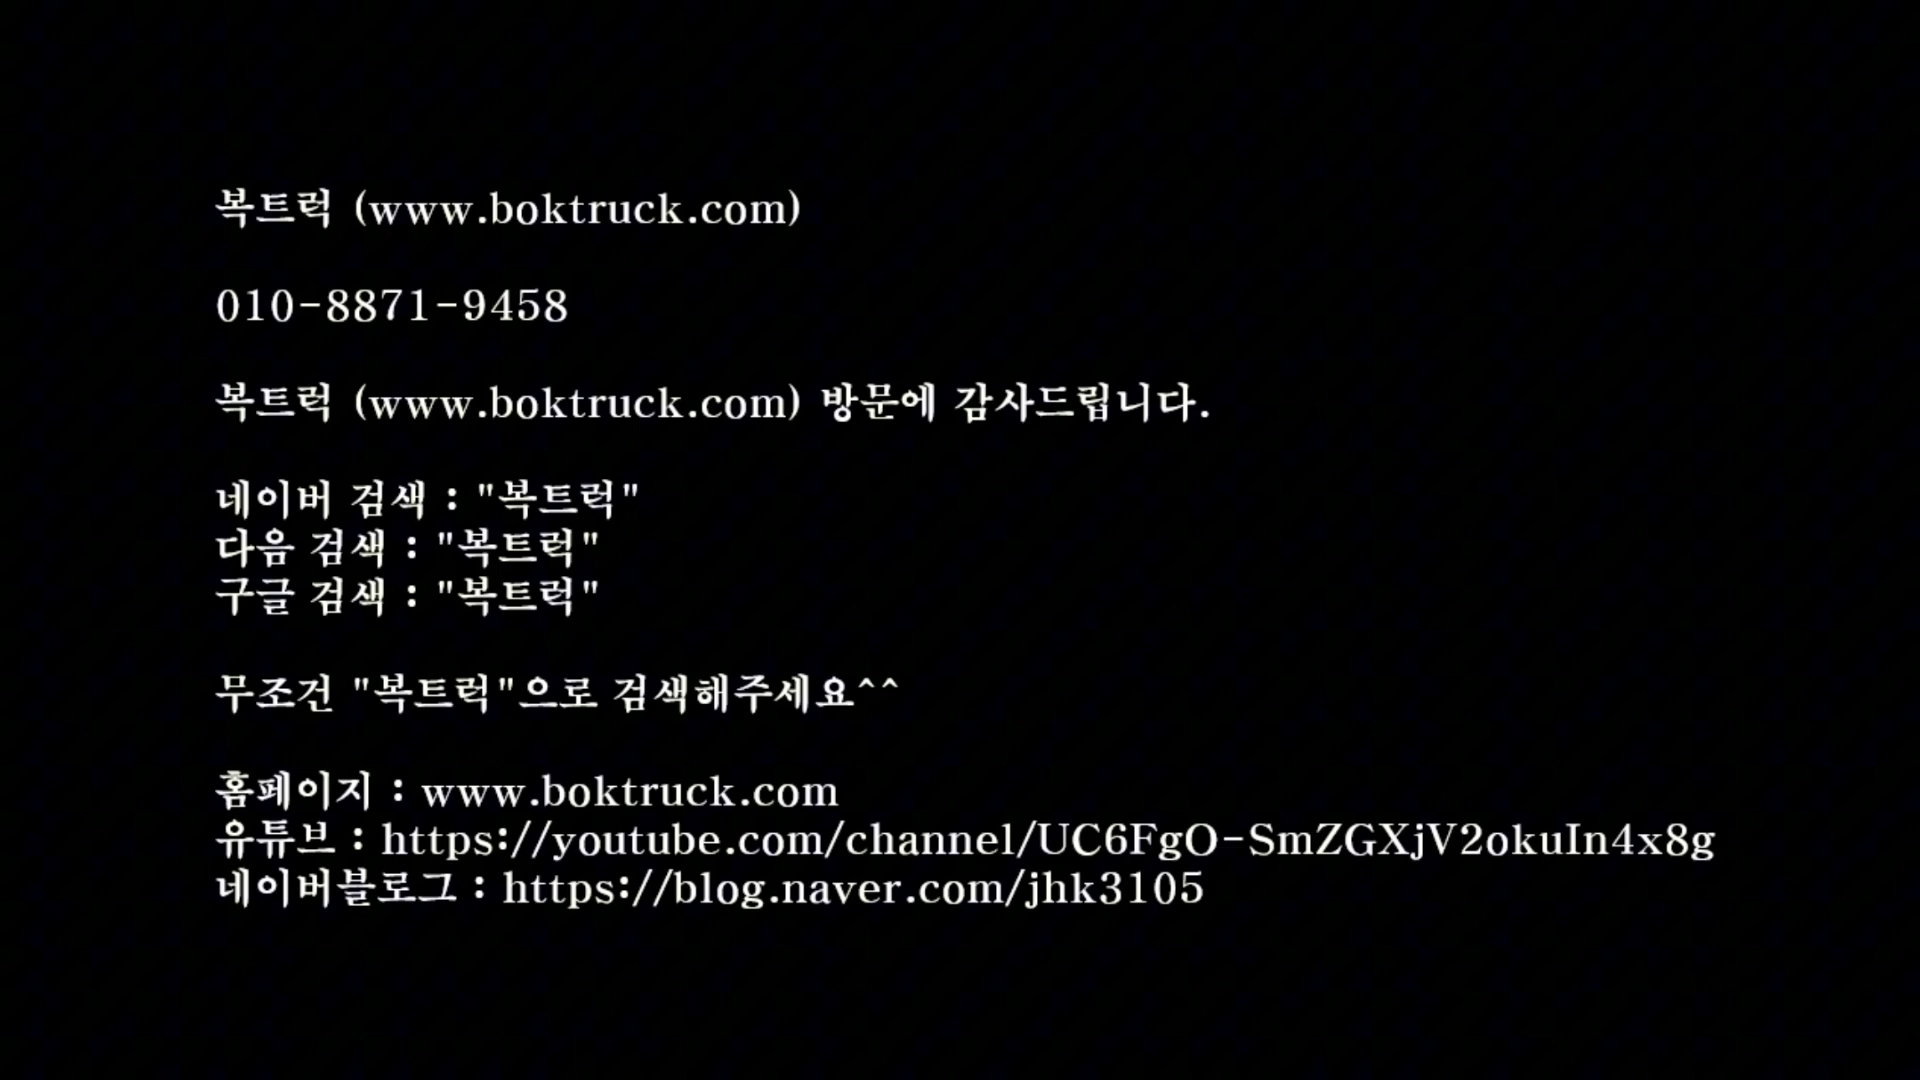 복트럭 (www.boktruck.com)
010-8871-9458
복트럭 (www.boktruck.com) 방문에 감사드립니다.
네이버 검색 : "복트럭"
다음 검색 : "복트럭"
구글 검색 : "복트럭"
무조건 "복트럭"으로 검색해주세요^^
홈페이지 : www.boktruck.com
유튜브 : https://youtube.com/channel/UC6FgO-SmZGXjV2okuIn4x8g
네이버블로그 : https://blog.naver.com/jhk3105